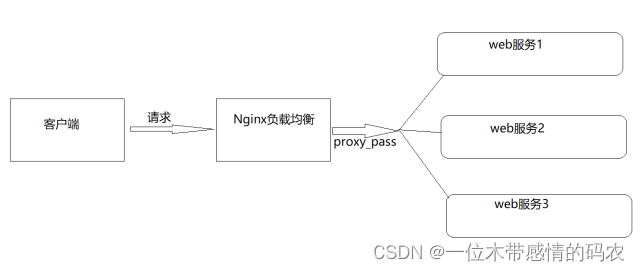 客户端
请求
Nginx负载均衡
proxy_pass
web服务1
web服务2
web服务3
CSDN @一位木带感情的码农